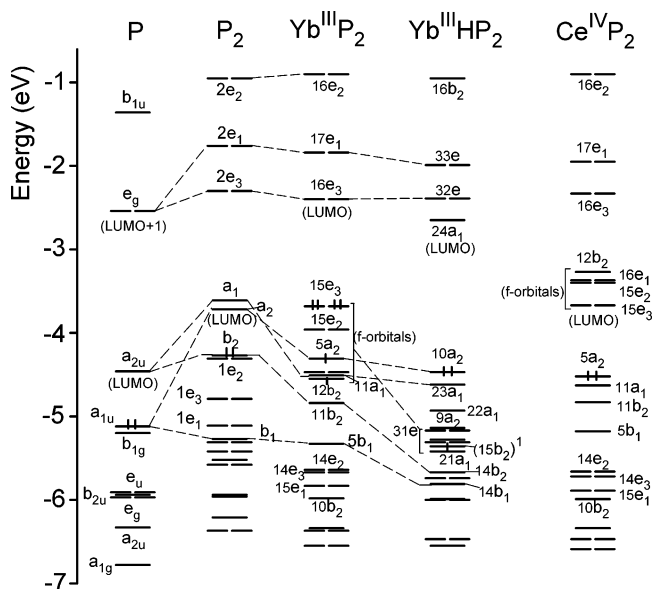 P P₂ YbᴵᴵᴵP₂ YbᴵᴵᴵHP₂ CeᴵⱽP₂
Energy (eV)
-1
-2
-3
-4
-5
-6
-7
b₁ᵤ
e_g
(LUMO+1)
a₂ᵤ
(LUMO)
a₁ᵤ
b₁g
eᵤ
b₂ᵤ
e_g
a₂ᵤ
a₁g
2e₂
2e₁
2e₃
a₁
a₂
(LUMO)
b₂
1e₂
1e₃
1e₁
b₁
16e₂
17e₁
16e₃
(LUMO)
15e₃
15e₂
(f-orbitals)
5a₂
11a₁
12b₂
11b₂
5b₁
14e₂
14e₃
15e₁
10b₂
16b₂
33e
32e
24a₁
(LUMO)
10a₂
23a₁
22a₁
9a₂
31e
(15b₂)¹
21a₁
14b₂
14b₁
16e₂
17e₁
16e₃
12b₂
16e₁
(f-orbitals)
15e₂
15e₃
(LUMO)
5a₂
11a₁
11b₂
5b₁
14e₂
14e₃
15e₁
10b₂